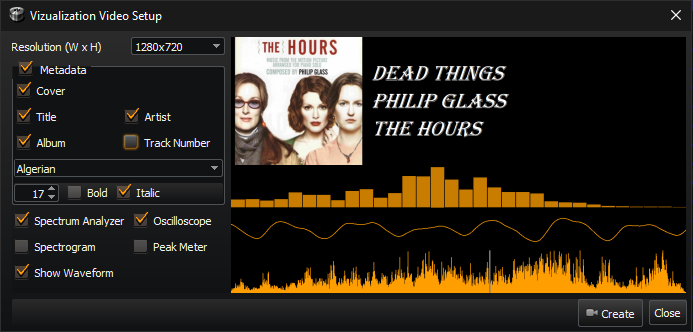 Vizualization Video Setup
Resolution (W x H)
1280x720
Metadata
Cover
Title
Artist
Album
Track Number
Algerian
17
Bold
Italic
Spectrum Analyzer
Oscilloscope
Spectrogram
Peak Meter
Show Waveform
THE HOURS
MUSIC FROM THE MOTION PICTURE
ARRANGED FOR PIANO SOLO
COMPOSED BY PHILIP GLASS
DEAD THINGS
PHILIP GLASS
THE HOURS
Create
Close